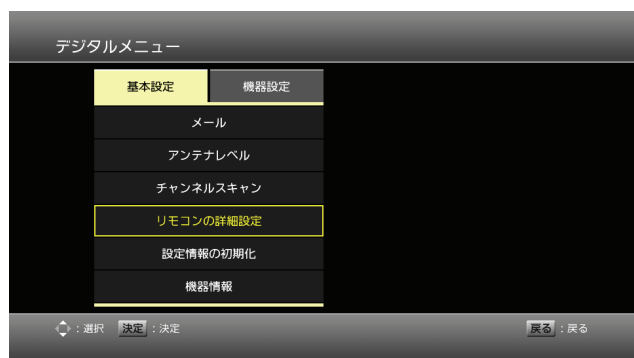 デジタルメニュー
基本設定 機器設定
メール
アンテナレベル
チャンネルスキャン
リモコンの詳細設定
設定情報の初期化
機器情報
：選択 決定：決定 戻る：戻る